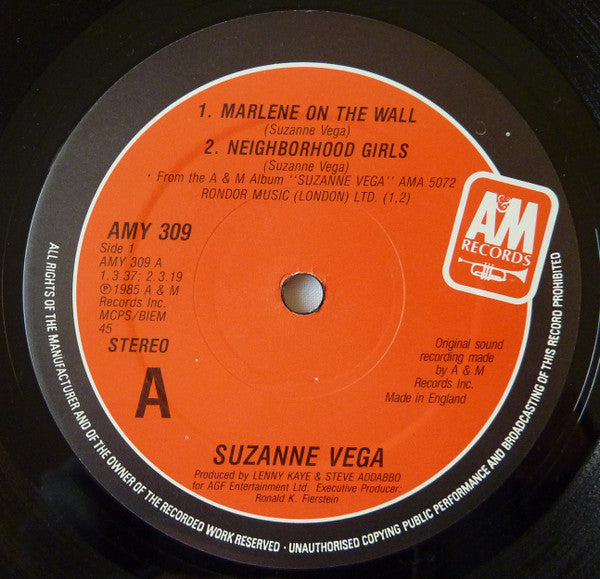 1. MARLENE ON THE WALL
(Suzanne Vega)
2. NEIGHBORHOOD GIRLS
(Suzanne Vega)
· From the A & M Album "SUZANNE VEGA" AMA 5072
RONDOR MUSIC (LONDON) LTD. (1,2)
A&M
RECORDS
AMY 309
Side 1
AMY 309 A
1.3.37; 2.3.19
℗ 1985 A & M
Records Inc.
MCPS/BIEM
45
STEREO
A
Original sound
recording made
by A & M
Records Inc.
Made in England
SUZANNE VEGA
Produced by LENNY KAYE & STEVE ADDABBO
for AGF Entertainment Ltd. Executive Producer:
Ronald K. Fierstein
ALL RIGHTS OF THE MANUFACTURER AND OF THE OWNER OF THE RECORDED WORK RESERVED · UNAUTHORISED COPYING PUBLIC PERFORMANCE AND BROADCASTING OF THIS RECORD PROHIBITED